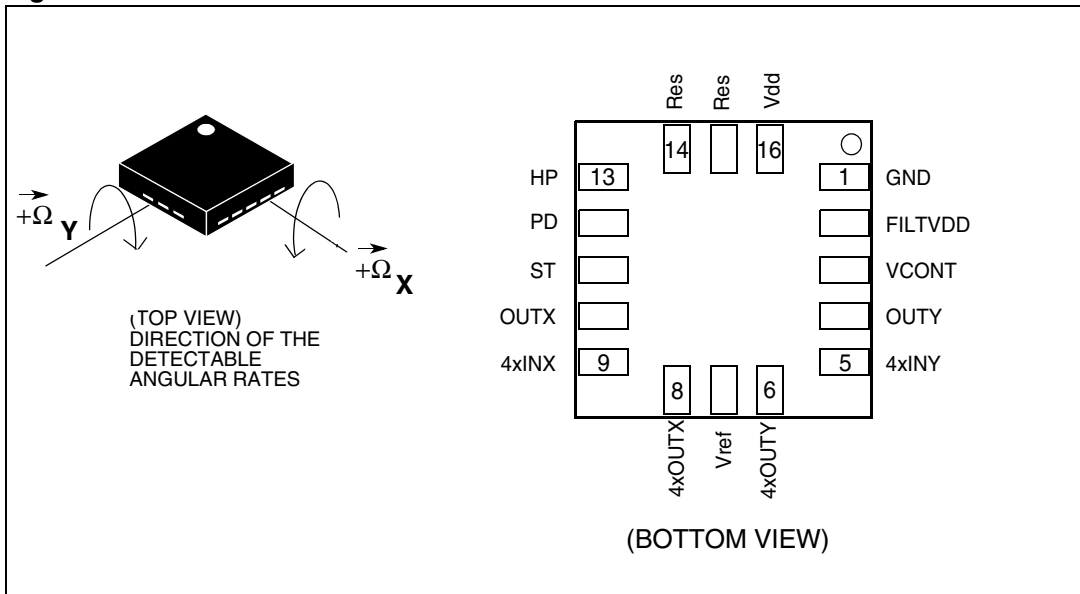 +Ω Y
+Ω X
(TOP VIEW)
DIRECTION OF THE
DETECTABLE
ANGULAR RATES
Res Res Vdd
14 16
HP 13 1 GND
PD FILTVDD
ST VCONT
OUTX OUTY
4xINX 9 5 4xINY
8 6
4xOUTX Vref 4xOUTY
(BOTTOM VIEW)